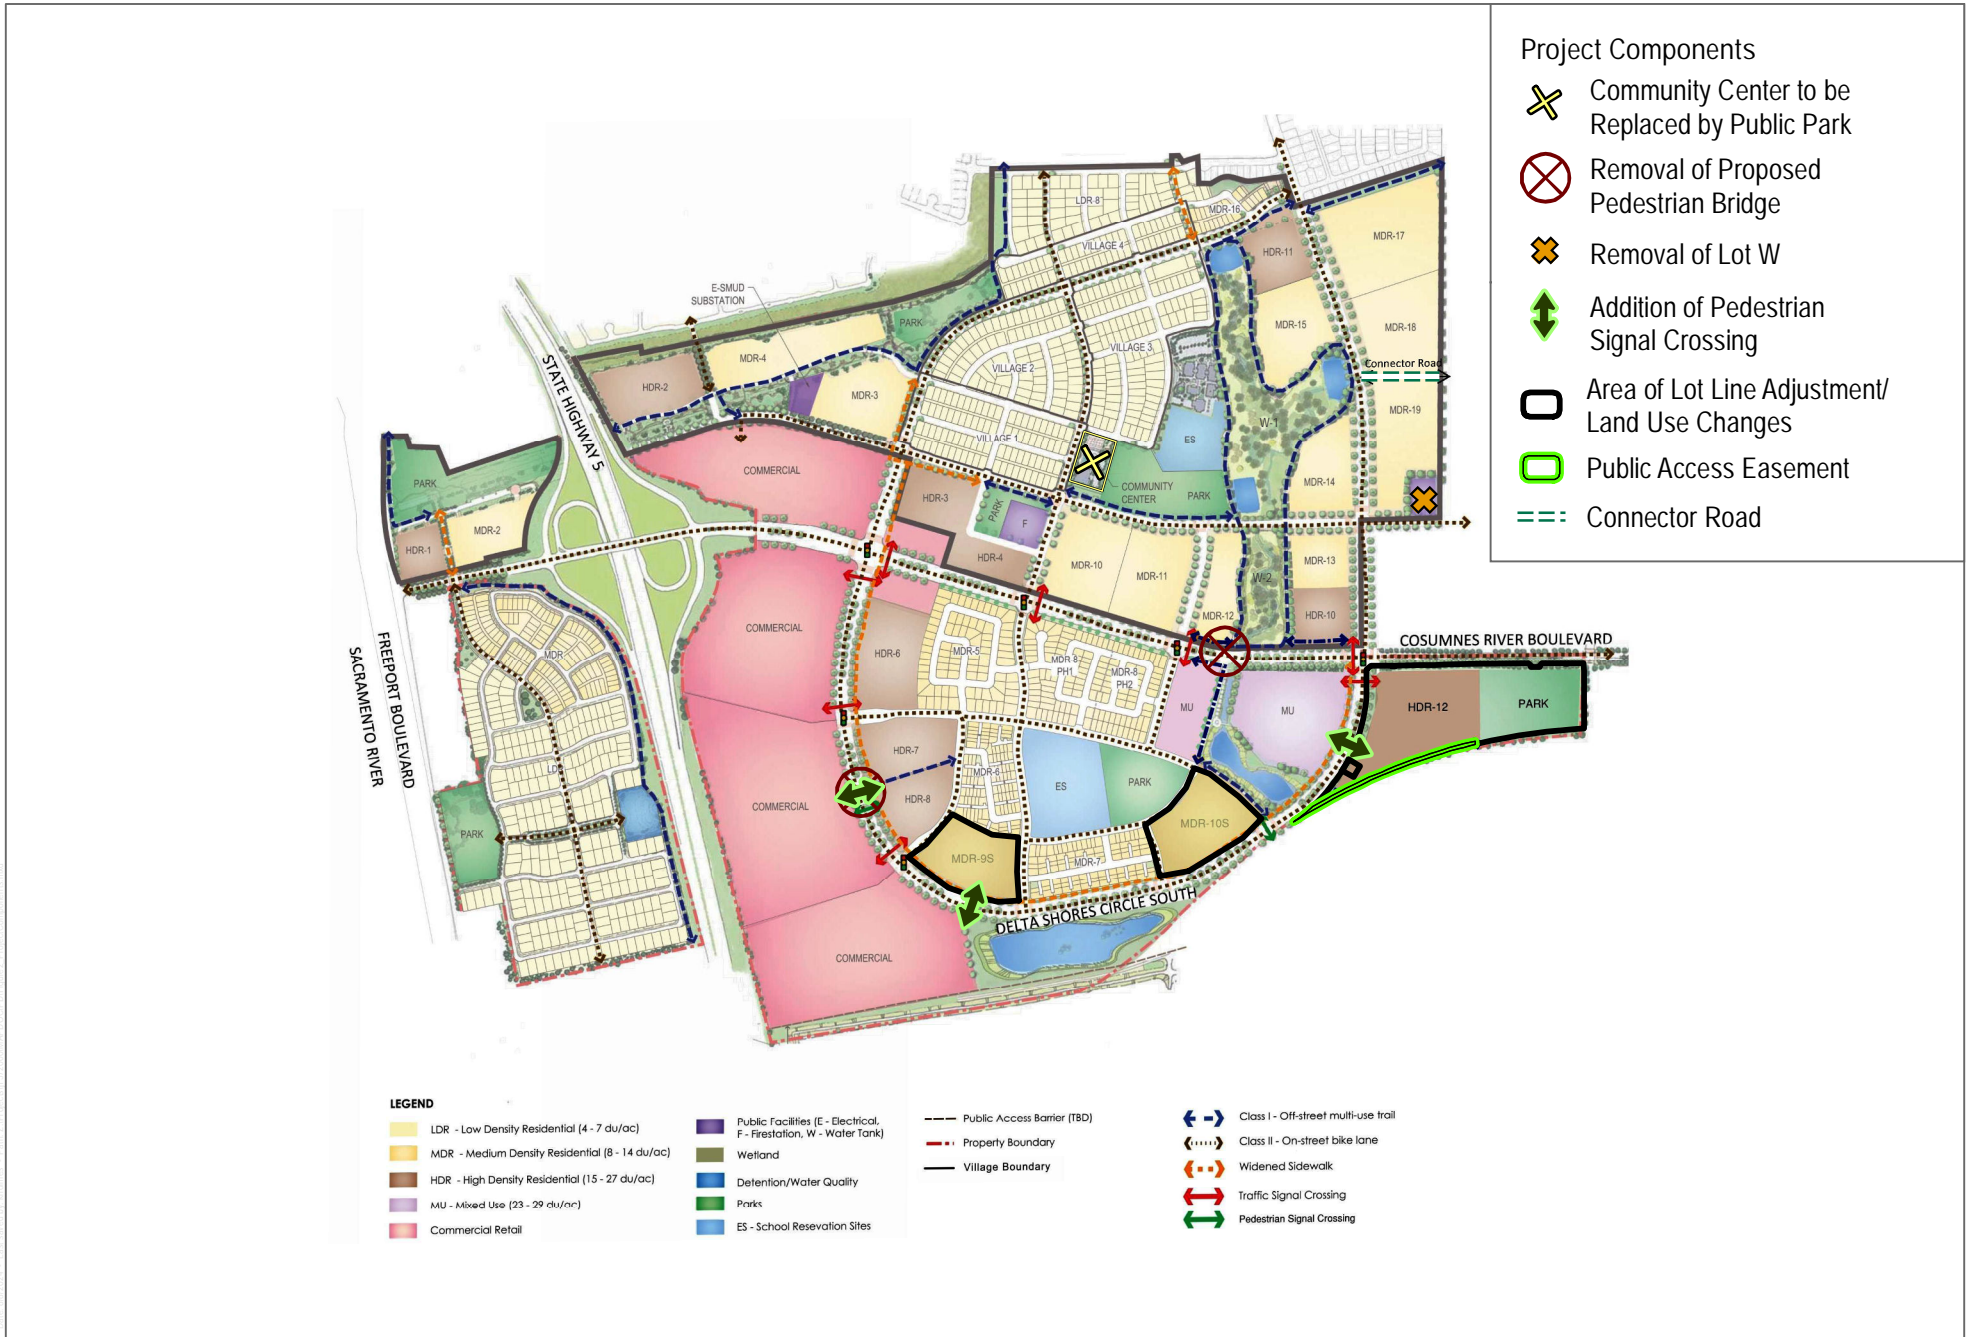 Project Components
Community Center to be
Replaced by Public Park
Removal of Proposed
Pedestrian Bridge
Removal of Lot W
Addition of Pedestrian
Signal Crossing
Area of Lot Line Adjustment/
Land Use Changes
Public Access Easement
Connector Road
LDR-8
MDR-16
VILLAGE 4
HDR-11
MDR-17
E-SMUD
SUBSTATION
PARK
MDR-15
MDR-18
STATE HIGHWAY 5
MDR-4
VILLAGE 3
VILLAGE 2
Connector Road
HDR-2
MDR-3
MDR-19
W-1
VILLAGE 1
ES
COMMERCIAL
PARK
COMMUNITY
CENTER
PARK
MDR-14
HDR-3
PARK
F
MDR-2
HDR-1
HDR-4
MDR-10
MDR-11
MDR-13
W-2
HDR-10
MDR-12
COMMERCIAL
COSUMNES RIVER BOULEVARD
FREEPORT BOULEVARD
SACRAMENTO RIVER
MDR
HDR-6
MDR-5
MDR-8
PH1
MDR-8
PH2
MU
MU
HDR-12
PARK
HDR-7
MDR-6
ES
PARK
COMMERCIAL
HDR-8
MDR-10S
PARK
MDR-9S
MDR-7
DELTA SHORES CIRCLE SOUTH
COMMERCIAL
LEGEND
LDR - Low Density Residential (4 - 7 du/ac)
MDR - Medium Density Residential (8 - 14 du/ac)
HDR - High Density Residential (15 - 27 du/ac)
MU - Mixed Use (23 - 29 du/ac)
Commercial Retail
Public Facilities (E - Electrical,
F - Firestation, W - Water Tank)
Wetland
Detention/Water Quality
Parks
ES - School Resevation Sites
Public Access Barrier (TBD)
Property Boundary
Village Boundary
Class I - Off-street multi-use trail
Class II - On-street bike lane
Widened Sidewalk
Traffic Signal Crossing
Pedestrian Signal Crossing